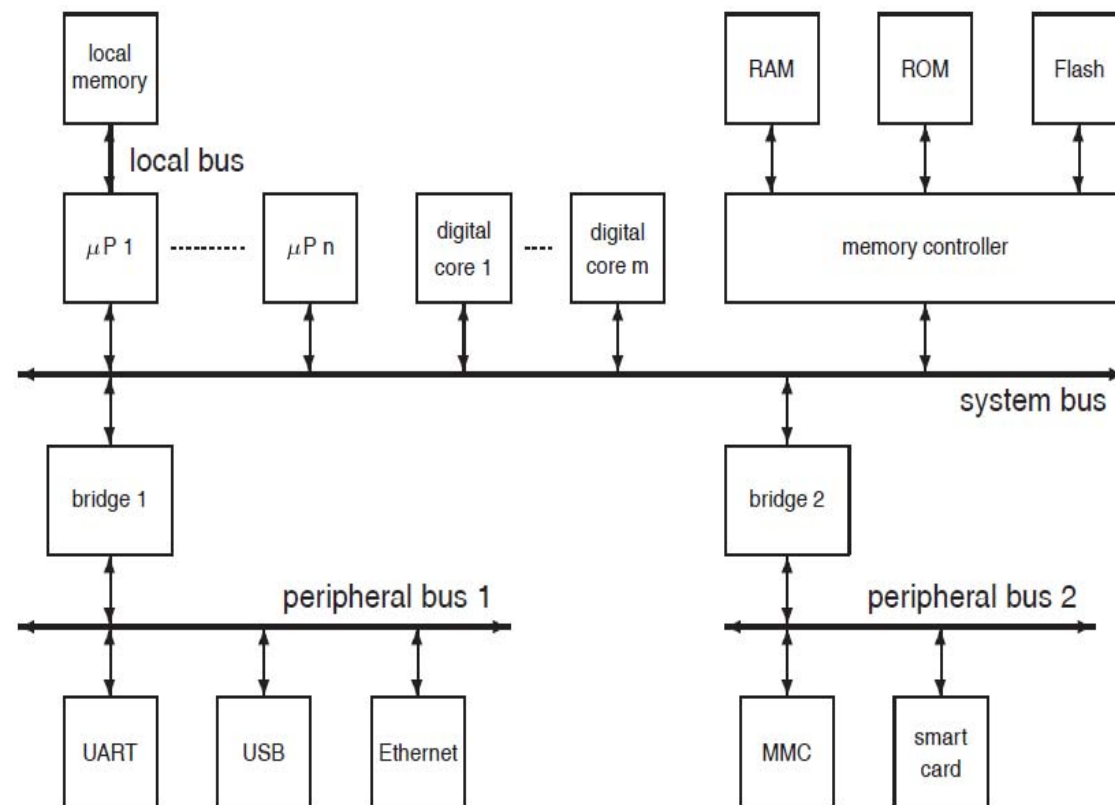 local
memory
RAM
ROM
Flash
local bus
μP 1
μP n
digital
core 1
digital
core m
memory controller
system bus
bridge 1
bridge 2
peripheral bus 1
peripheral bus 2
UART
USB
Ethernet
MMC
smart
card